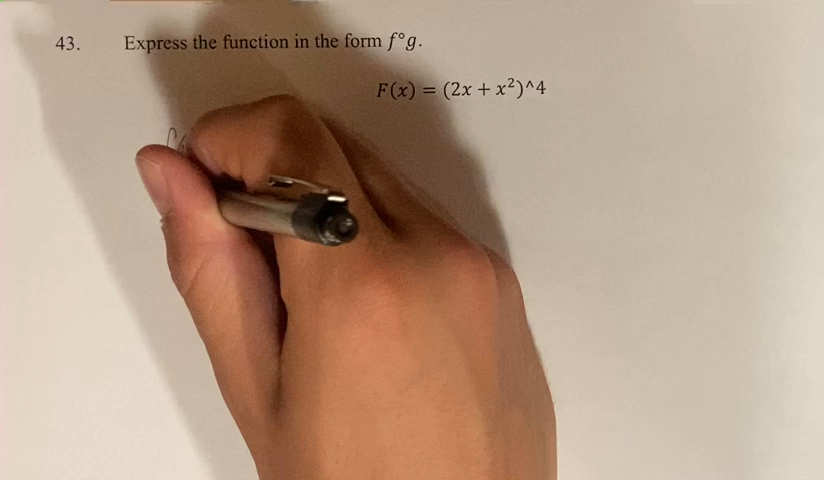 43. Express the function in the form f°g.
F(x) = (2x + x²)^4